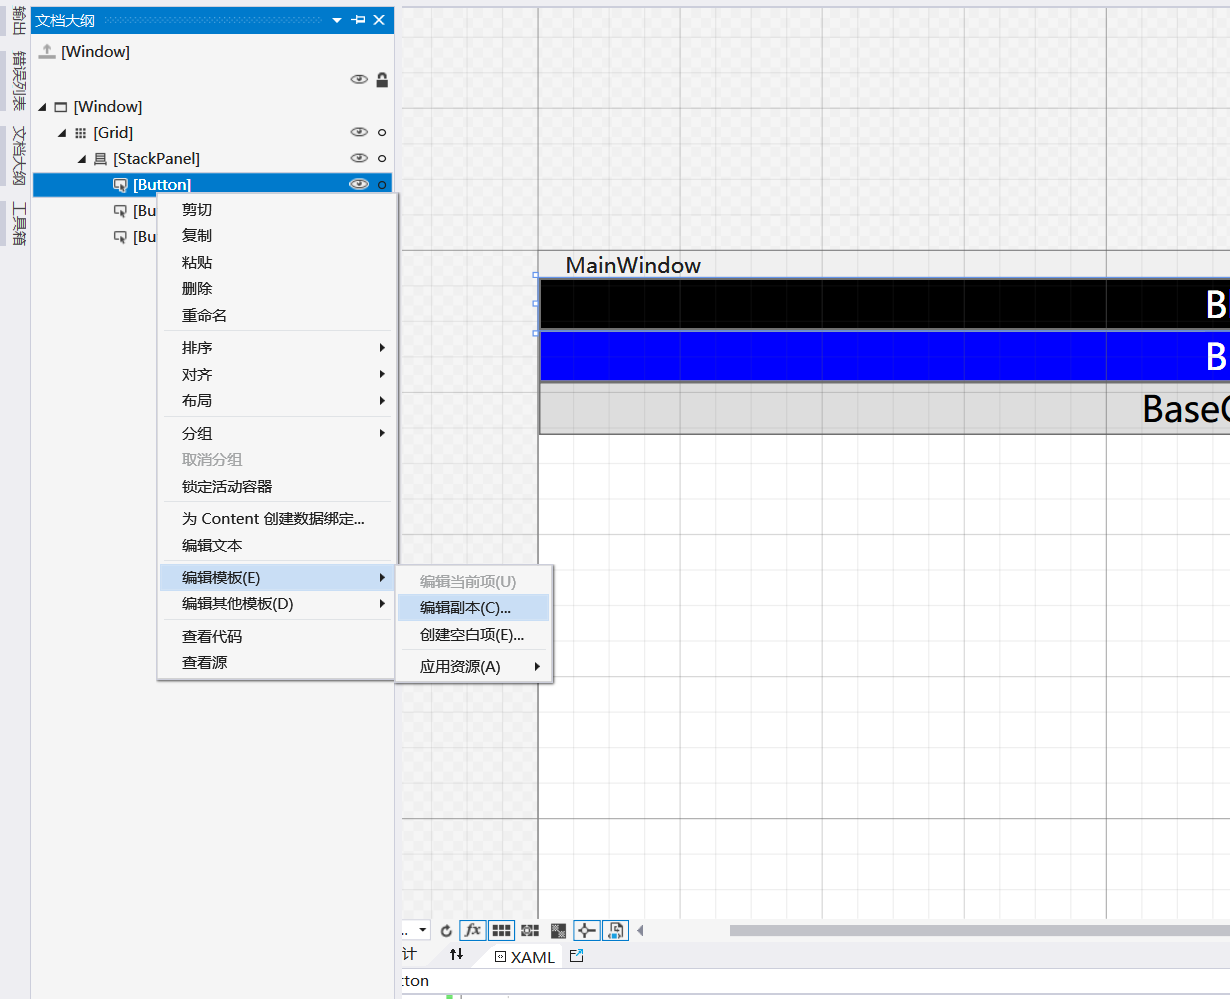 输出
错误列表
文档大纲
工具箱
文档大纲
[Window]
[Window]
[Grid]
[StackPanel]
[Button]
[Bu
[Bu
剪切
复制
粘贴
删除
重命名
排序
对齐
布局
分组
取消分组
锁定活动容器
为 Content 创建数据绑定...
编辑文本
编辑模板(E)
编辑其他模板(D)
查看代码
查看源
编辑当前项(U)
编辑副本(C)...
创建空白项(E)...
应用资源(A)
MainWindow
B
B
Base
fx
计
XAML
tton